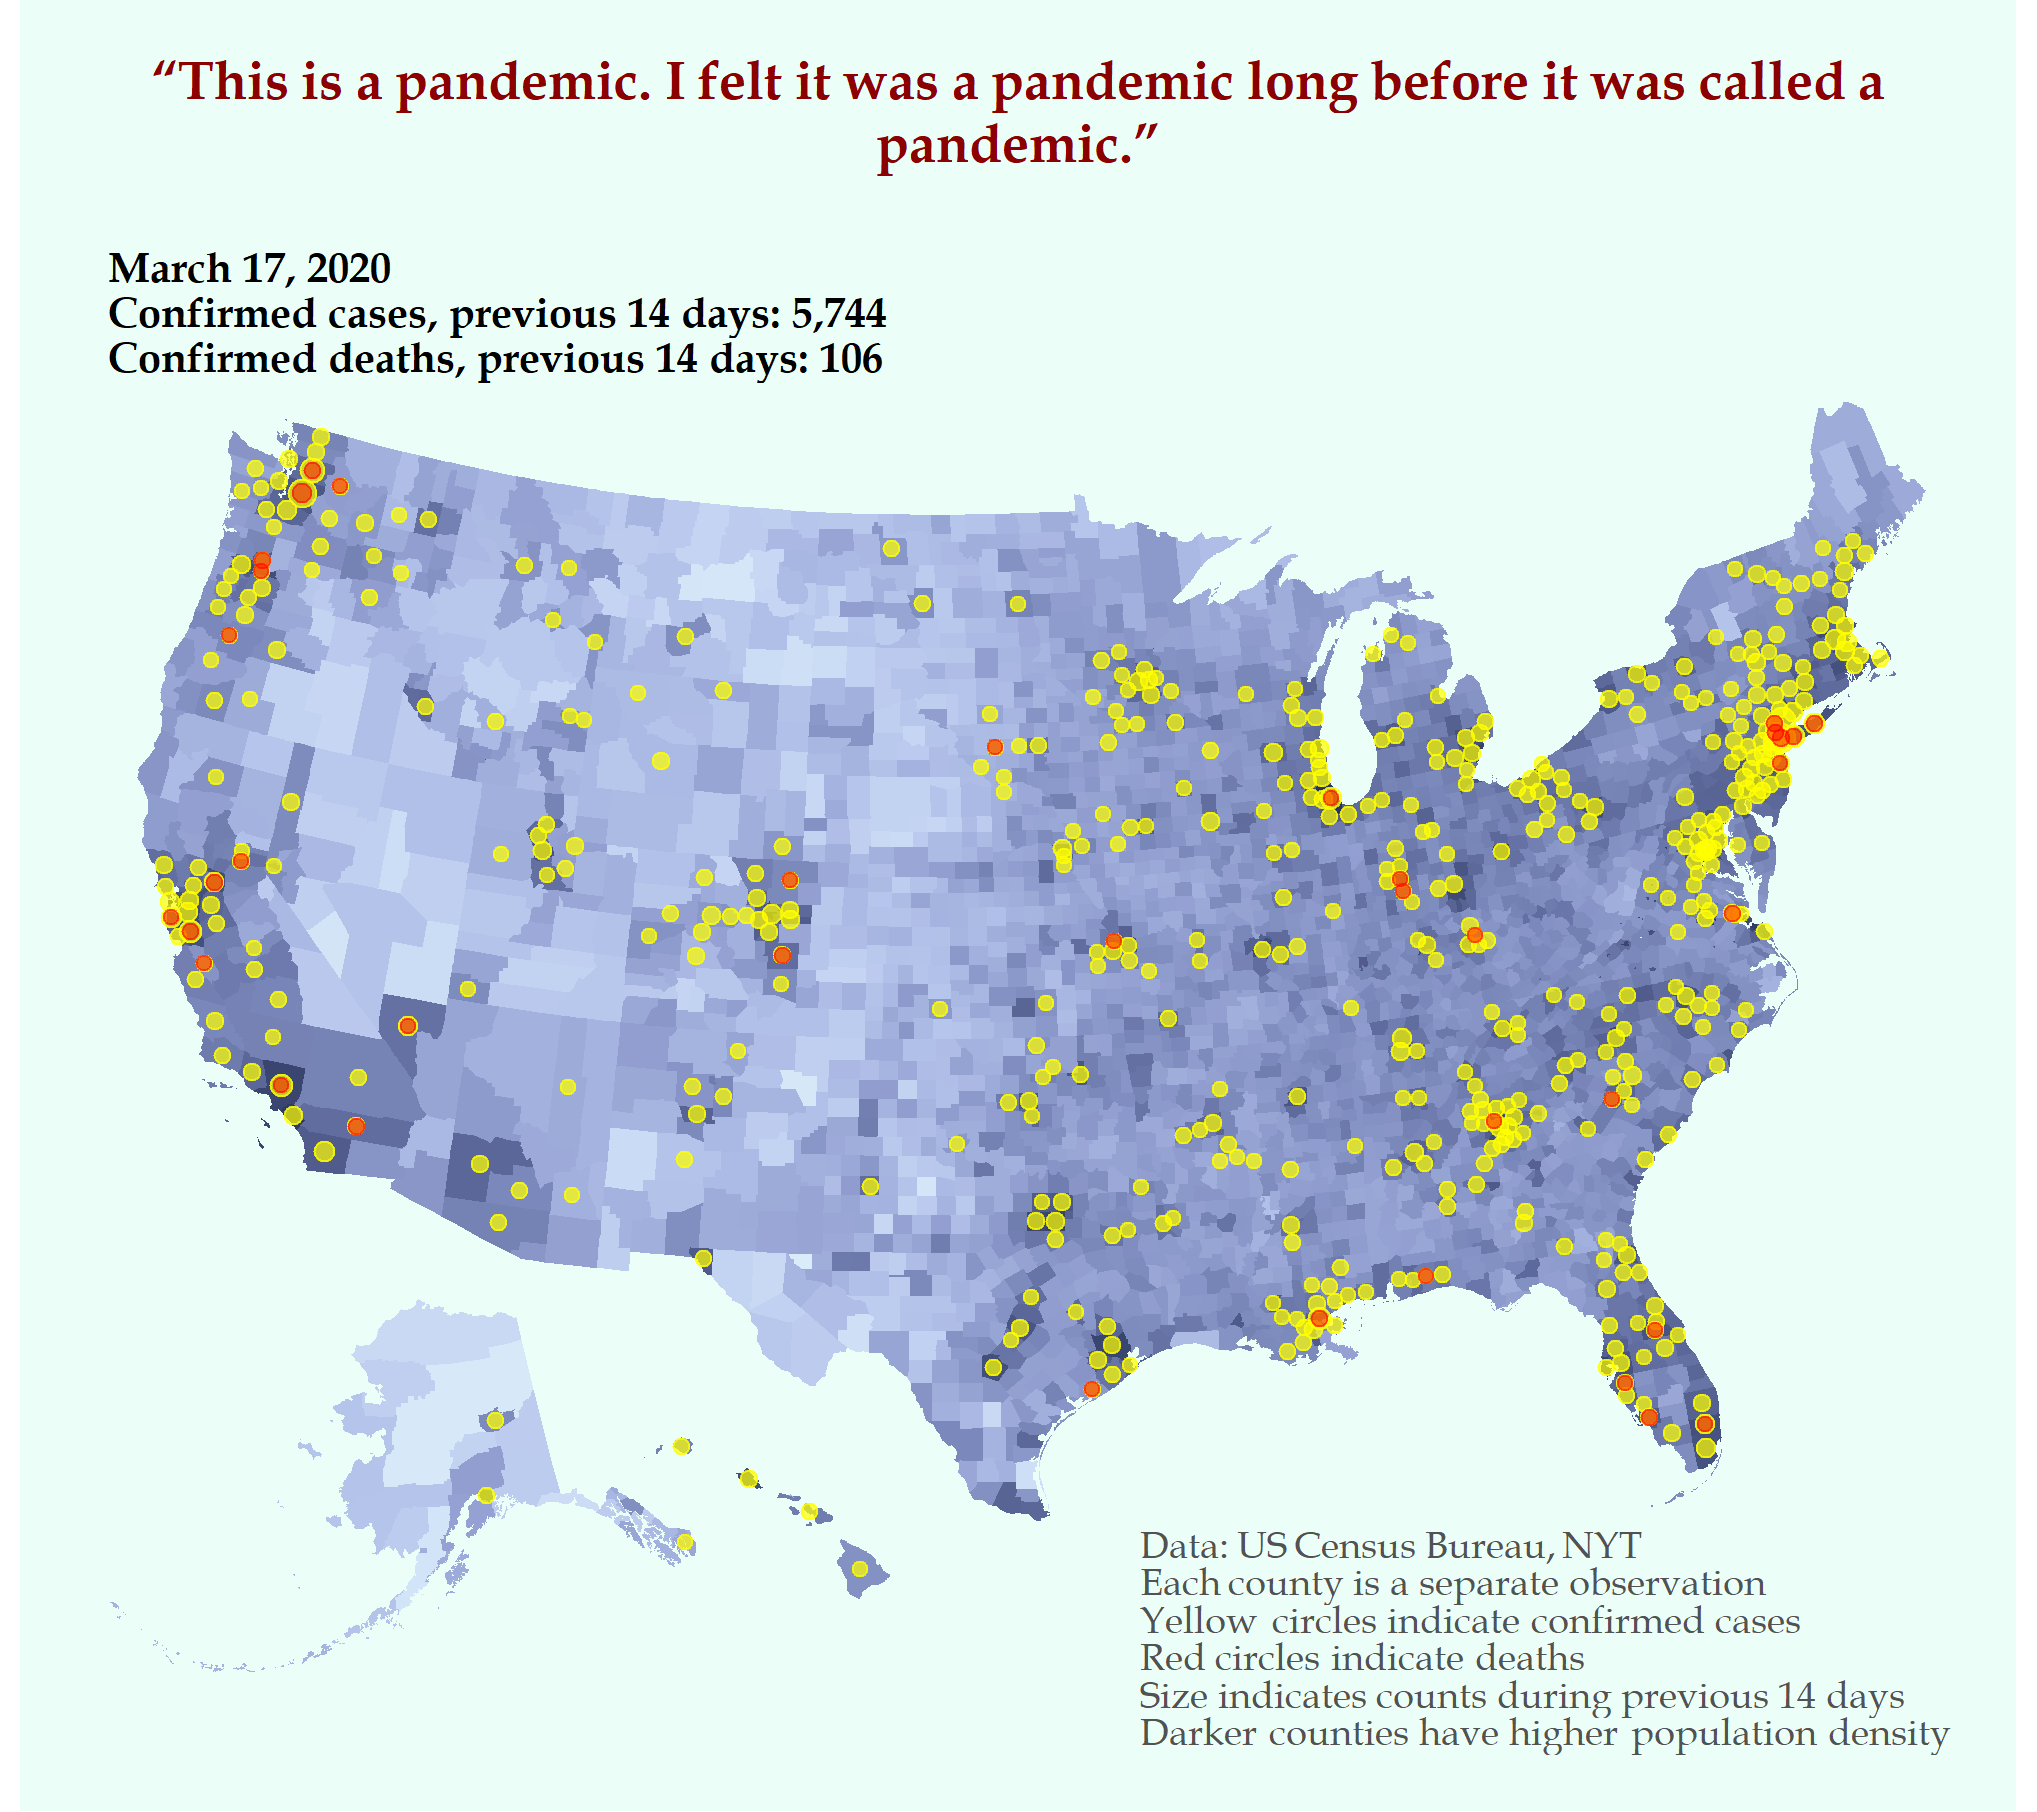 “This is a pandemic. I felt it was a pandemic long before it was called a
pandemic.”
March 17, 2020
Confirmed cases, previous 14 days: 5,744
Confirmed deaths, previous 14 days: 106
Data: US Census Bureau, NYT
Each county is a separate observation
Yellow circles indicate confirmed cases
Red circles indicate deaths
Size indicates counts during previous 14 days
Darker counties have higher population density